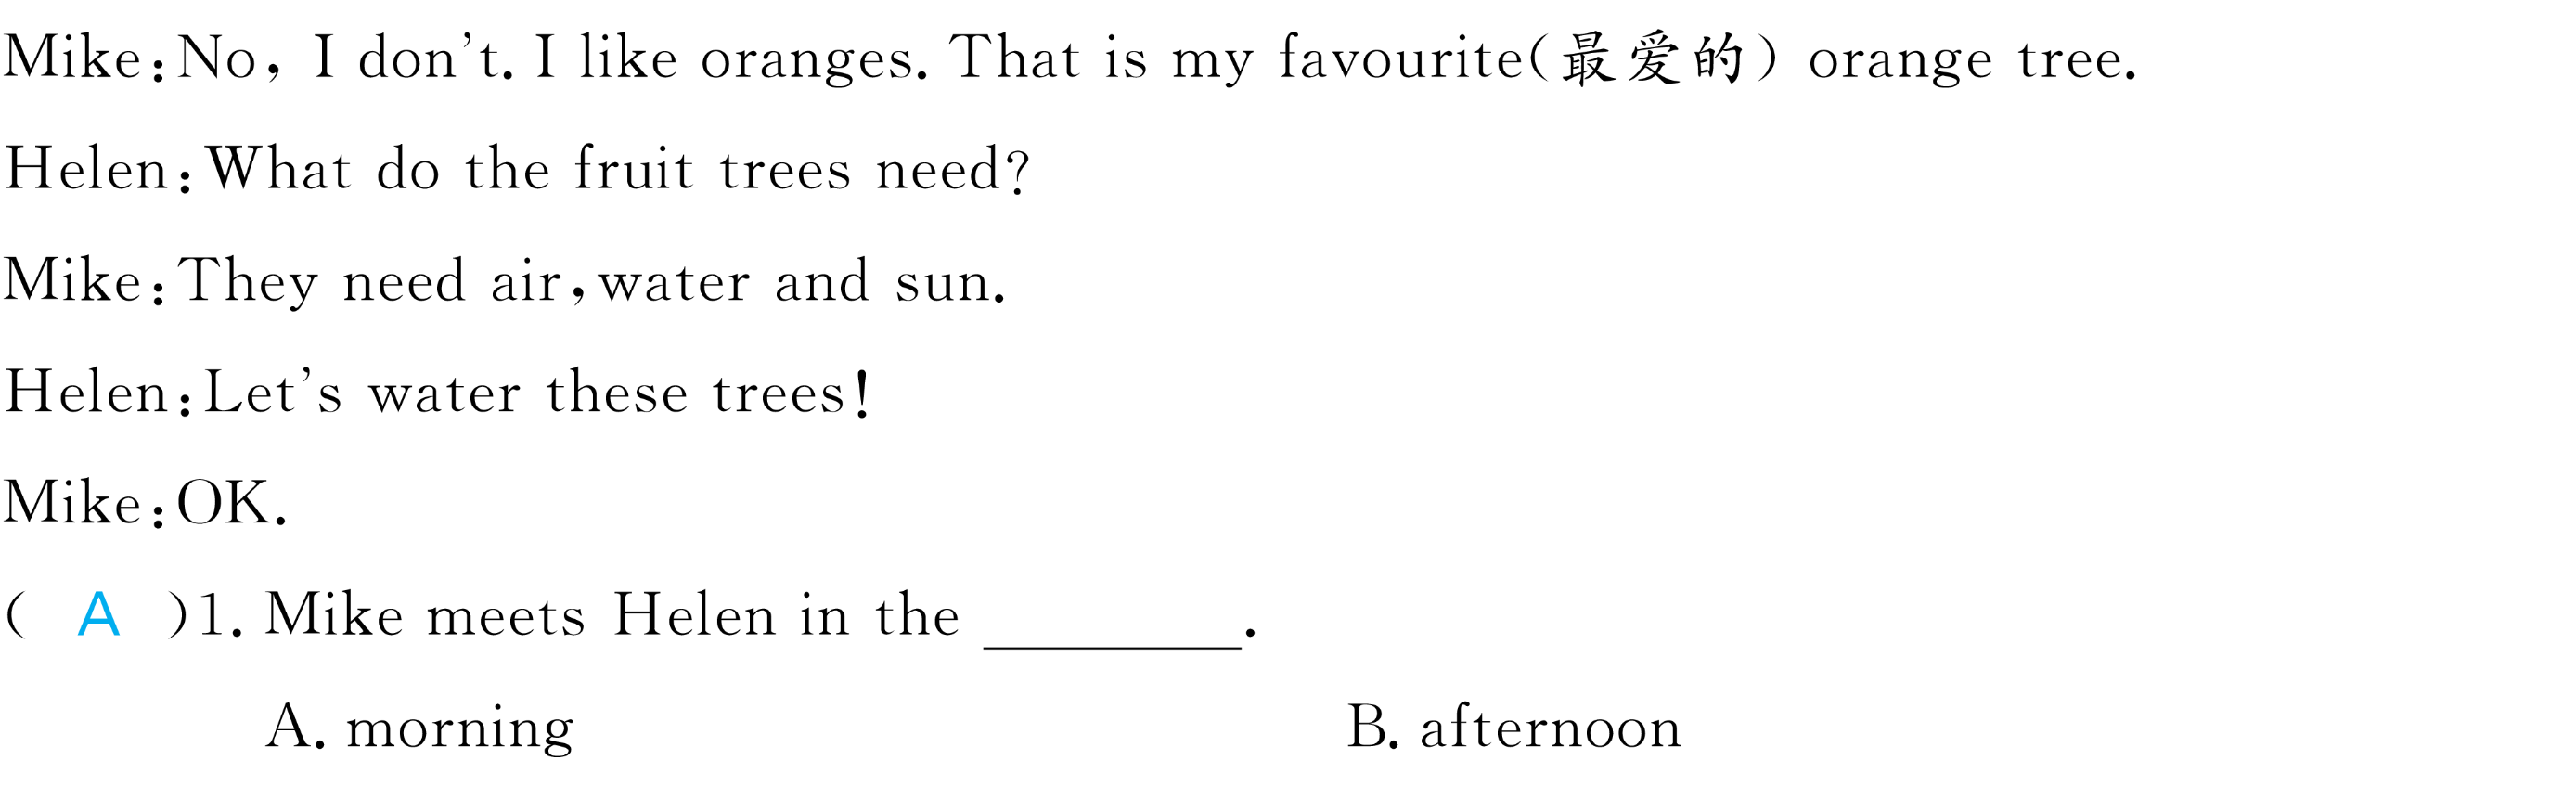 Mike:No, I don't. I like oranges. That is my favourite(最爱的) orange tree.
Helen:What do the fruit trees need?
Mike:They need air,water and sun.
Helen:Let's water these trees!
Mike:OK.
( A )1. Mike meets Helen in the ________.
A. morning B. afternoon